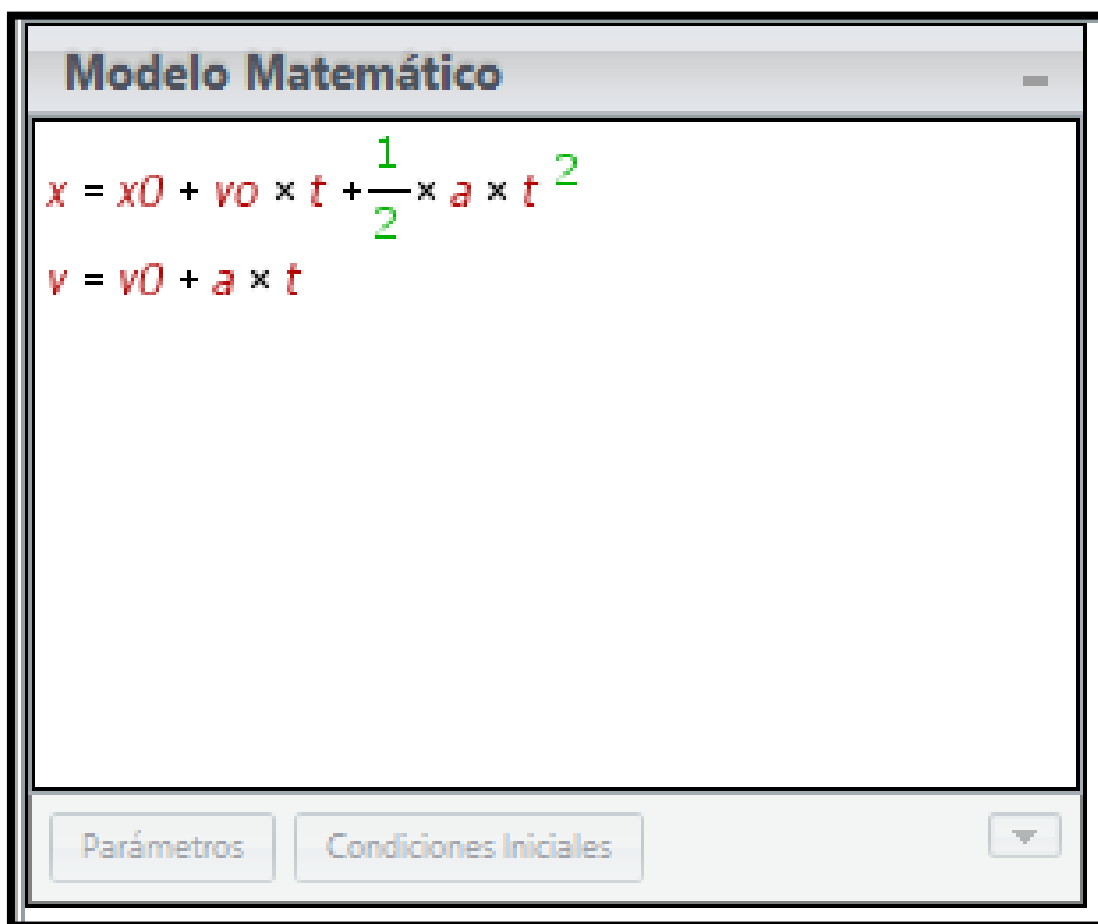 Modelo Matemático
x = x0 + vo × t + 1/2 × a × t^2
v = v0 + a × t
Parámetros Condiciones Iniciales